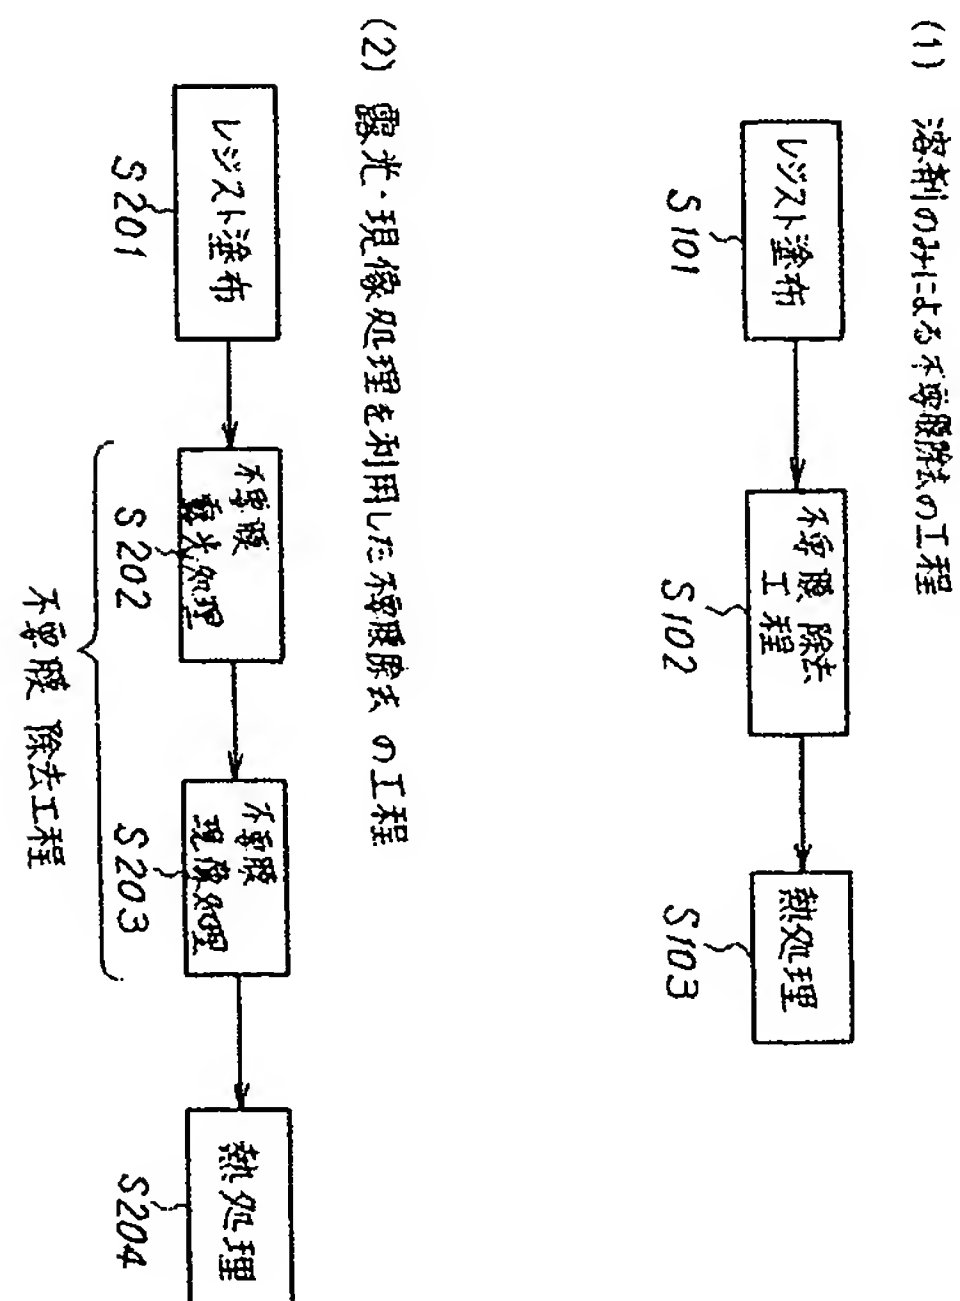 (1) 溶剤のみによる不要膜除去の工程
レジスト塗布
S101
不要膜除去
工程
S102
熱処理
S103
(2) 露光・現像処理を利用した不要膜除去の工程
レジスト塗布
S201
不要膜
露光処理
S202
不要膜
現像処理
S203
熱処理
S204
不要膜除去工程